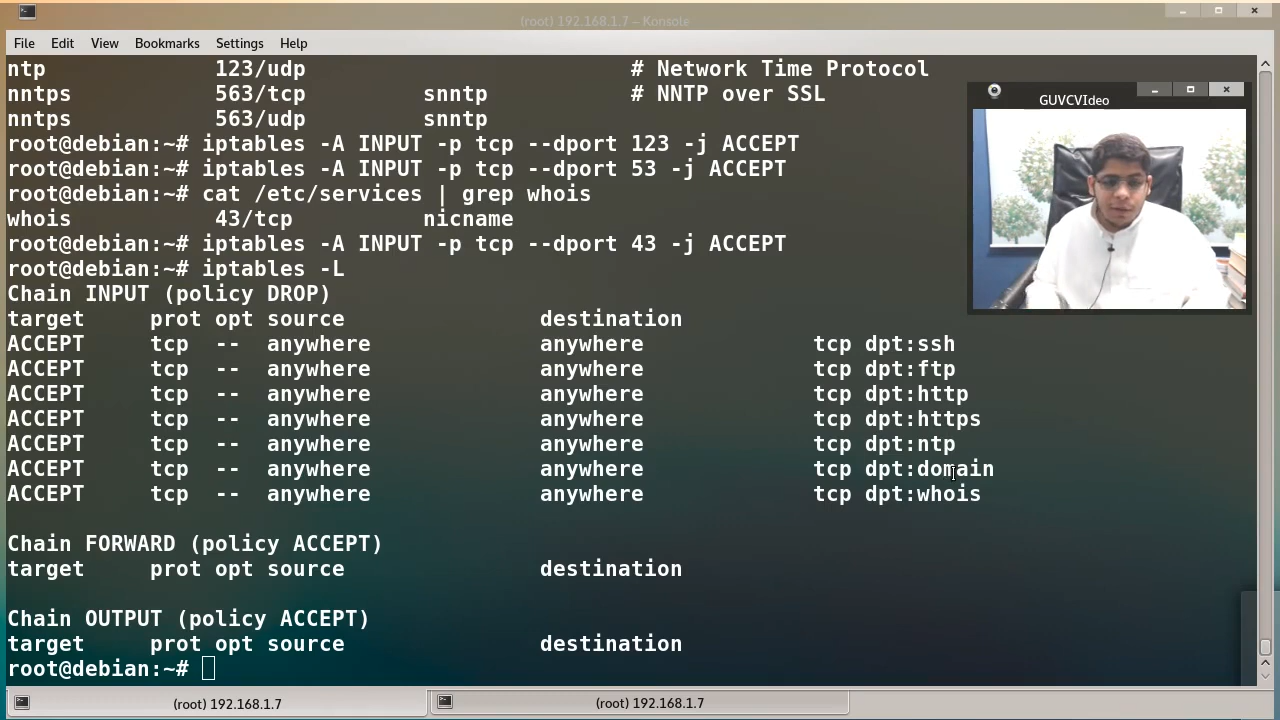 (root) 192.168.1.7 – Konsole
File Edit View Bookmarks Settings Help
ntp 123/udp # Network Time Protocol
nntps 563/tcp snntp # NNTP over SSL
nntps 563/udp snntp
root@debian:~# iptables -A INPUT -p tcp --dport 123 -j ACCEPT
root@debian:~# iptables -A INPUT -p tcp --dport 53 -j ACCEPT
root@debian:~# cat /etc/services | grep whois
whois 43/tcp nicname
root@debian:~# iptables -A INPUT -p tcp --dport 43 -j ACCEPT
root@debian:~# iptables -L
Chain INPUT (policy DROP)
target prot opt source destination
ACCEPT tcp -- anywhere anywhere tcp dpt:ssh
ACCEPT tcp -- anywhere anywhere tcp dpt:ftp
ACCEPT tcp -- anywhere anywhere tcp dpt:http
ACCEPT tcp -- anywhere anywhere tcp dpt:https
ACCEPT tcp -- anywhere anywhere tcp dpt:ntp
ACCEPT tcp -- anywhere anywhere tcp dpt:domain
ACCEPT tcp -- anywhere anywhere tcp dpt:whois
Chain FORWARD (policy ACCEPT)
target prot opt source destination
Chain OUTPUT (policy ACCEPT)
target prot opt source destination
root@debian:~#
GUVCVIdeo
(root) 192.168.1.7
(root) 192.168.1.7